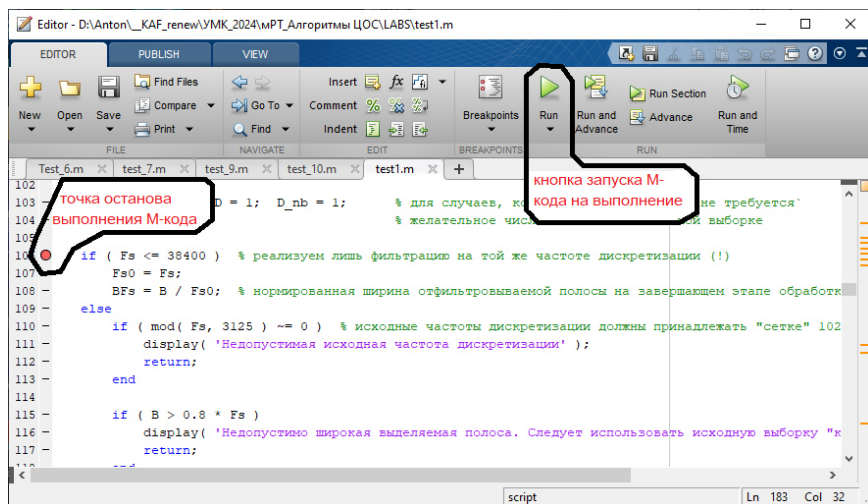 Editor - D:\Anton\__KAF_renew\УМК_2024\мРТ_Алгоритмы ЦОС\LABS\test1.m
EDITOR PUBLISH VIEW
New Open Save Find Files Compare Print
Insert fx
Go To Comment
Find Indent
Breakpoints Run Run and Advance Run Section Advance Run and Time
FILE NAVIGATE EDIT BREAKPOINTS RUN
Test_6.m test_7.m test_9.m test_10.m test1.m
точка останова
выполнения М-кода
кнопка запуска М-
кода на выполнение
102
103 D = 1; D_nb = 1; % для случаев, не требуется`
104 % желательное выборке
105
if ( Fs <= 38400 ) % реализуем лишь фильтрацию на той же частоте дискретизации (!)
107 Fs0 = Fs;
108 BFs = B / Fs0; % нормированная ширина отфильтровываемой полосы на завершающем этапе обработк
109 else
110 if ( mod( Fs, 3125 ) ~= 0 ) % исходные частоты дискретизации должны принадлежать "сетке" 102
111 display( 'Недопустимая исходная частота дискретизации' );
112 return;
113 end
114
115 if ( B > 0.8 * Fs )
116 display( 'Недопустимо широкая выделяемая полоса. Следует использовать исходную выборку "к
117 return;
script Ln 183 Col 32